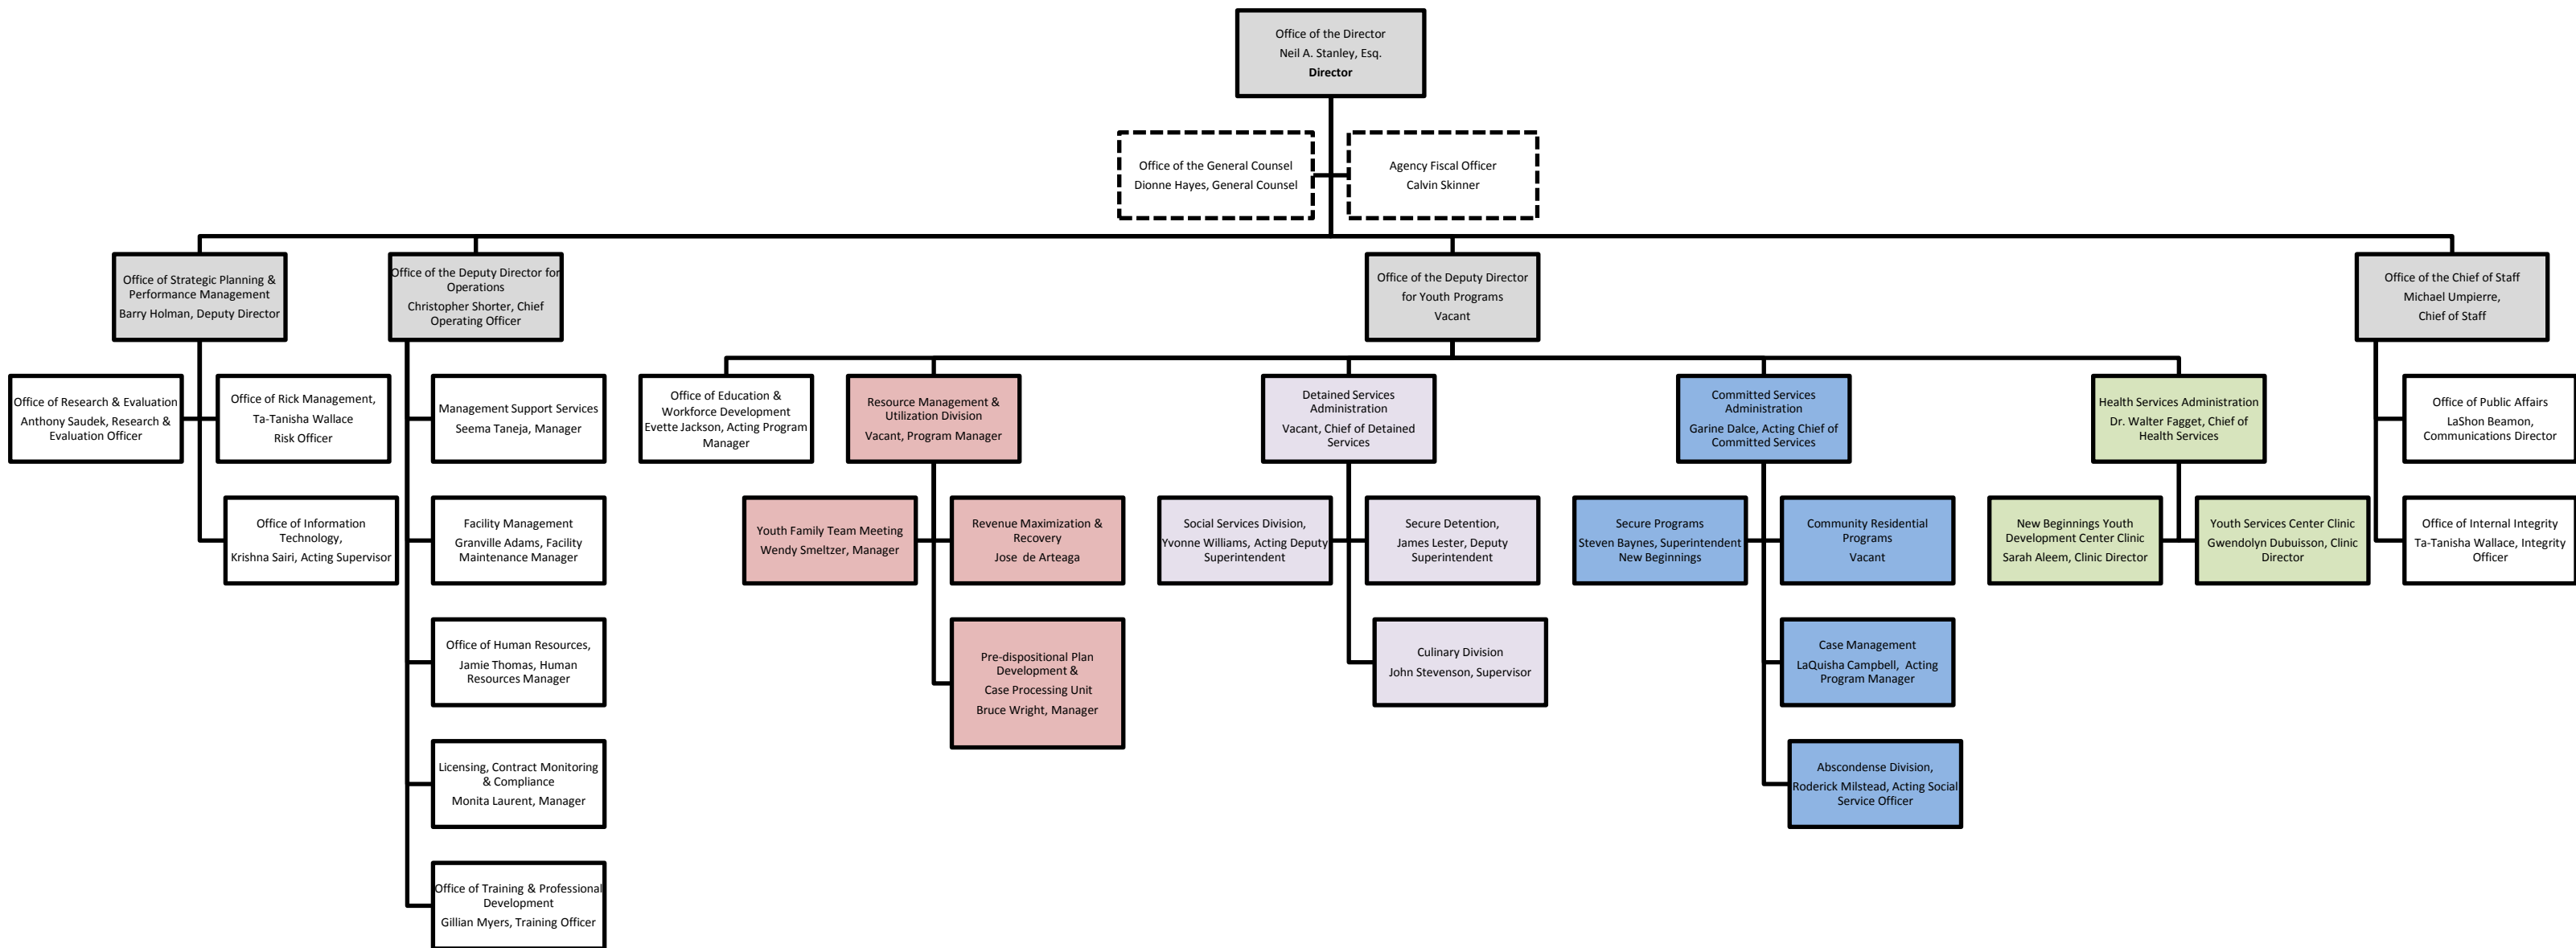 Office of the Director
Neil A. Stanley, Esq.
Director
Office of the General Counsel
Dionne Hayes, General Counsel
Agency Fiscal Officer
Calvin Skinner
Office of Strategic Planning &
Performance Management
Barry Holman, Deputy Director
Office of the Deputy Director for
Operations
Christopher Shorter, Chief
Operating Officer
Office of the Deputy Director
for Youth Programs
Vacant
Office of the Chief of Staff
Michael Umpierre,
Chief of Staff
Office of Research & Evaluation
Anthony Saudek, Research &
Evaluation Officer
Office of Rick Management,
Ta-Tanisha Wallace
Risk Officer
Management Support Services
Seema Taneja, Manager
Office of Education &
Workforce Development
Evette Jackson, Acting Program
Manager
Resource Management &
Utilization Division
Vacant, Program Manager
Detained Services
Administration
Vacant, Chief of Detained
Services
Committed Services
Administration
Garine Dalce, Acting Chief of
Committed Services
Health Services Administration
Dr. Walter Fagget, Chief of
Health Services
Office of Public Affairs
LaShon Beamon,
Communications Director
Office of Information
Technology,
Krishna Sairi, Acting Supervisor
Facility Management
Granville Adams, Facility
Maintenance Manager
Youth Family Team Meeting
Wendy Smeltzer, Manager
Revenue Maximization &
Recovery
Jose de Arteaga
Social Services Division,
Yvonne Williams, Acting Deputy
Superintendent
Secure Detention,
James Lester, Deputy
Superintendent
Secure Programs
Steven Baynes, Superintendent
New Beginnings
Community Residential
Programs
Vacant
New Beginnings Youth
Development Center Clinic
Sarah Aleem, Clinic Director
Youth Services Center Clinic
Gwendolyn Dubuisson, Clinic
Director
Office of Internal Integrity
Ta-Tanisha Wallace, Integrity
Officer
Office of Human Resources,
Jamie Thomas, Human
Resources Manager
Pre-dispositional Plan
Development &
Case Processing Unit
Bruce Wright, Manager
Culinary Division
John Stevenson, Supervisor
Case Management
LaQuisha Campbell, Acting
Program Manager
Licensing, Contract Monitoring
& Compliance
Monita Laurent, Manager
Abscondense Division,
Roderick Milstead, Acting Social
Service Officer
Office of Training & Professional
Development
Gillian Myers, Training Officer